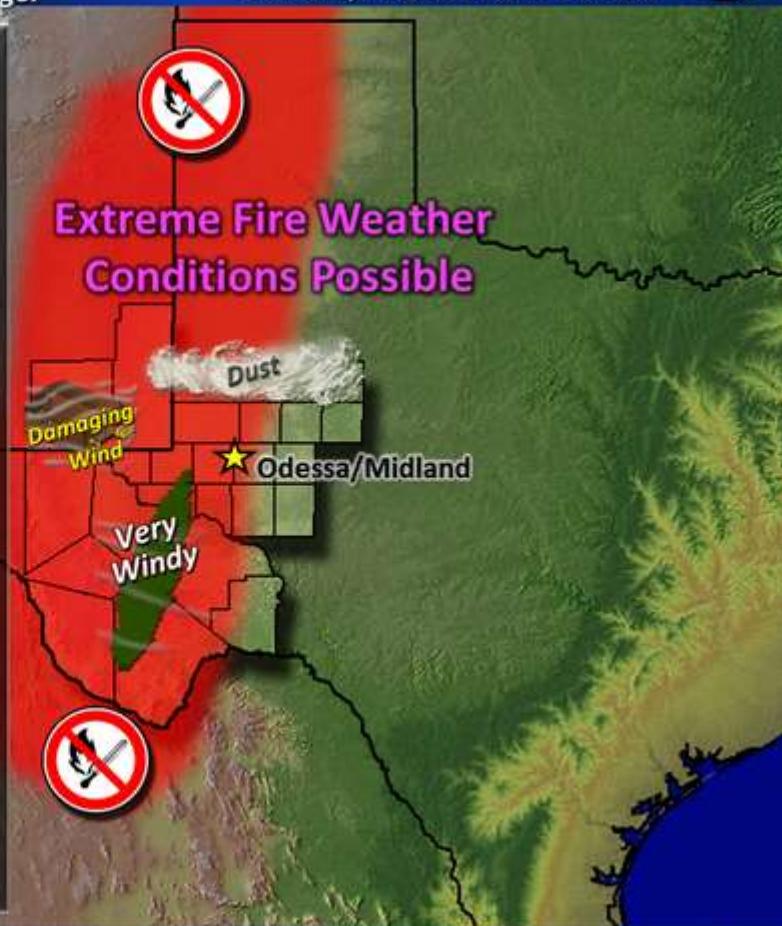 Extreme Fire Weather
Conditions Possible
Dust
Damaging
Wind
Odessa/Midland
Very
Windy